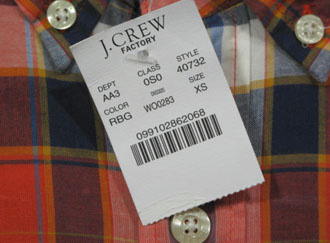 J.CREW
FACTORY
DEPT CLASS STYLE
AA3 0S0 40732
COLOR SIZE
RBG W00283 XS
099102862068